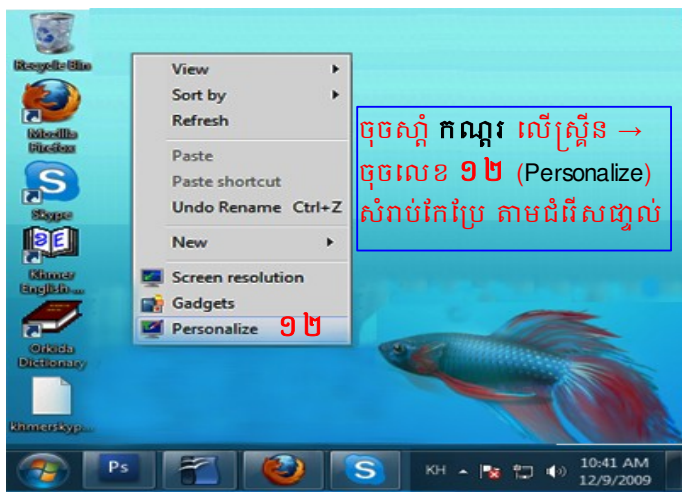 Recycle Bin
Mozilla
Firefox
Skype
Khmer
English ...
Orkida
Dictionary
khmerskyp...
View
Sort by
Refresh
Paste
Paste shortcut
Undo Rename Ctrl+Z
New
Screen resolution
Gadgets
Personalize ១២
ចុចស្តាំ កណ្តុរ លើស្គ្រីន →
ចុចលេខ ១២ (Personalize)
សំរាប់កែប្រែ តាមជំរើសផ្ទាល់
Ps
KH
10:41 AM
12/9/2009